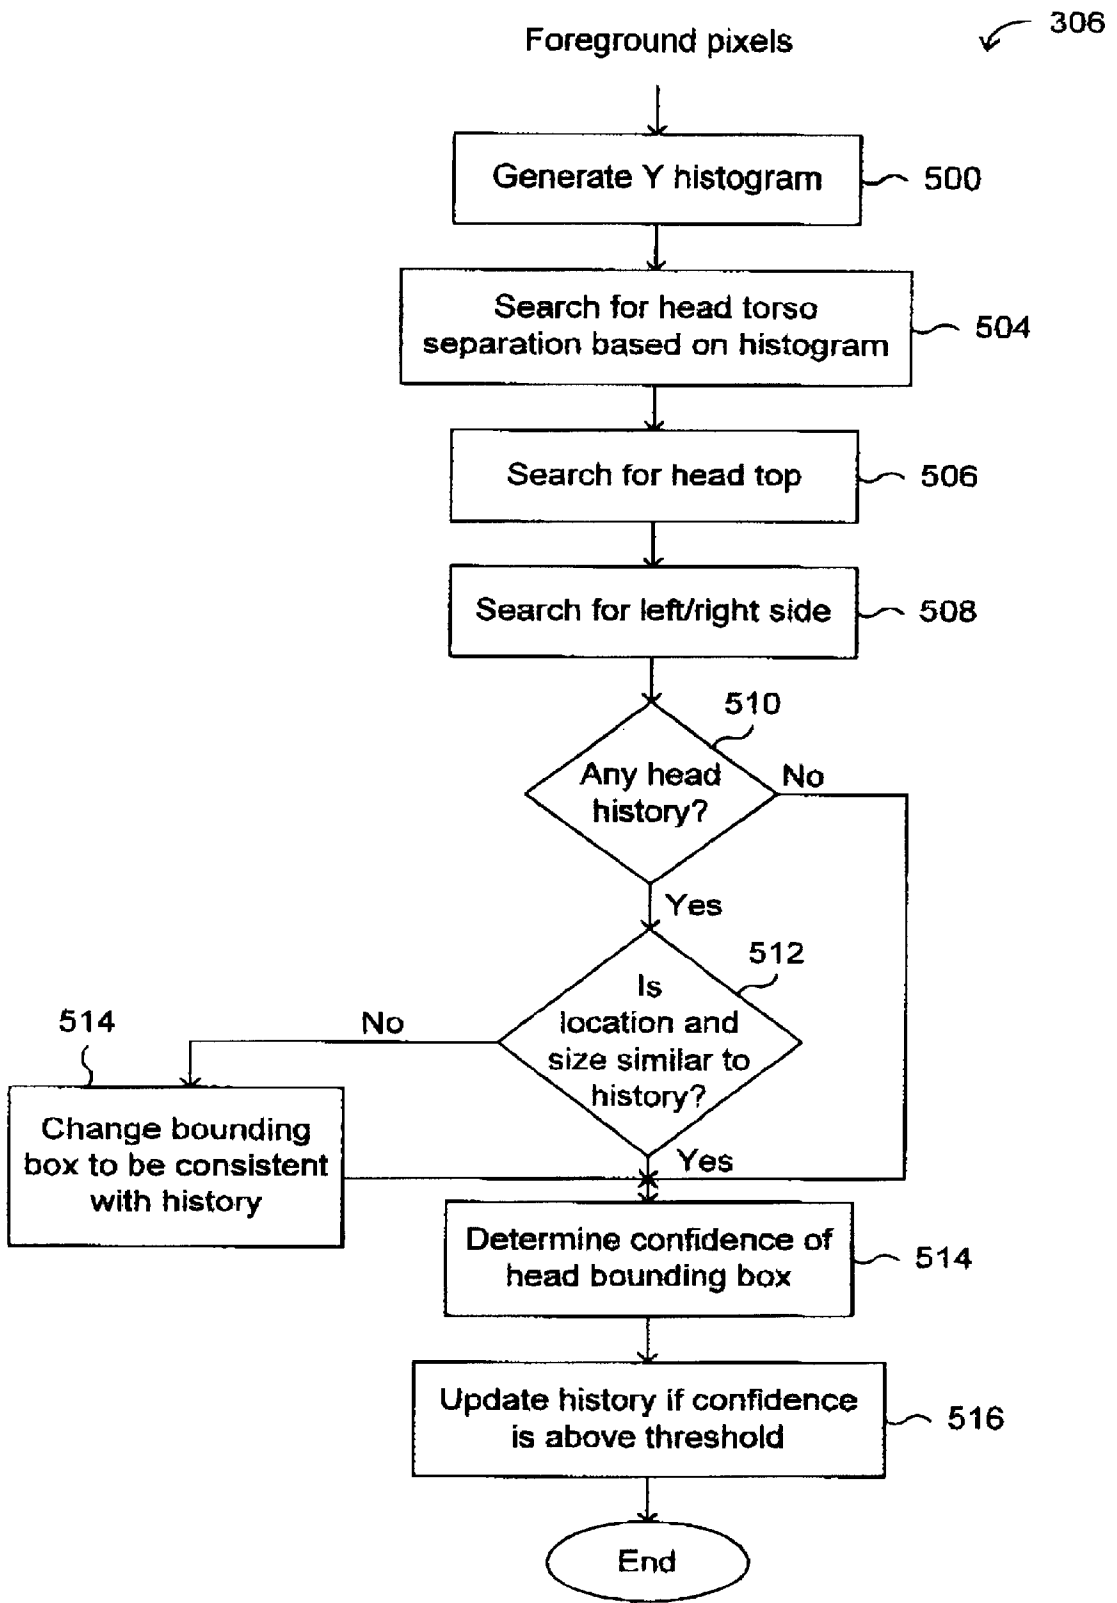 306
Foreground pixels
Generate Y histogram
500
Search for head torso
separation based on histogram
504
Search for head top
506
Search for left/right side
508
510
Any head
history?
No
Yes
512
Is
location and
size similar to
history?
No
514
Change bounding
box to be consistent
with history
Yes
Determine confidence of
head bounding box
514
Update history if confidence
is above threshold
516
End